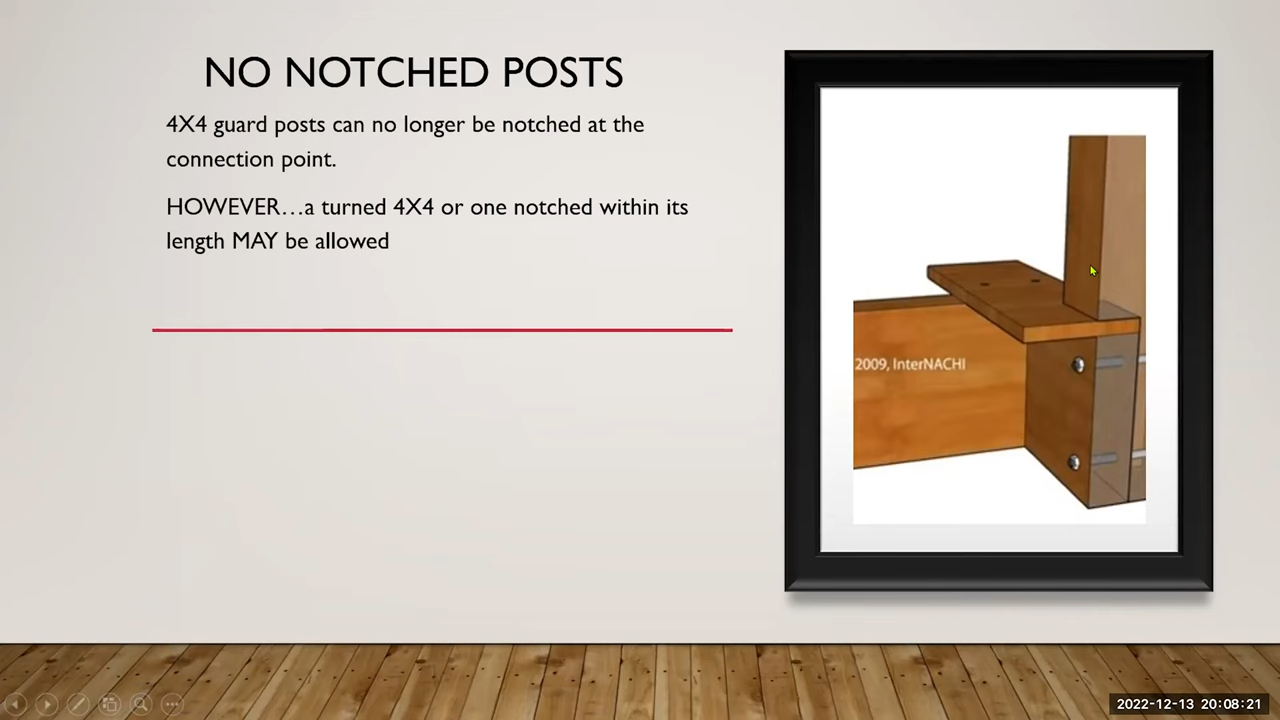 NO NOTCHED POSTS
4X4 guard posts can no longer be notched at the
connection point.
HOWEVER…a turned 4X4 or one notched within its
length MAY be allowed
2009, InterNACHI
2022-12-13 20:08:21